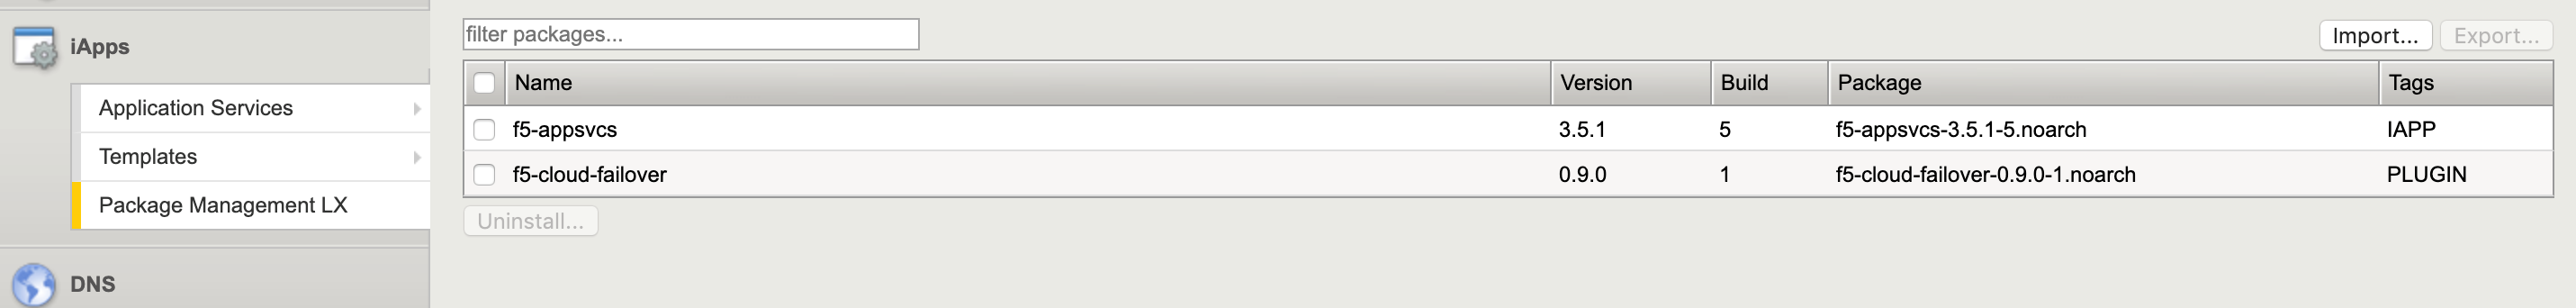 iApps
Application Services
Templates
Package Management LX
DNS
filter packages...
Import... Export...
Name Version Build Package Tags
f5-appsvcs 3.5.1 5 f5-appsvcs-3.5.1-5.noarch IAPP
f5-cloud-failover 0.9.0 1 f5-cloud-failover-0.9.0-1.noarch PLUGIN
Uninstall...